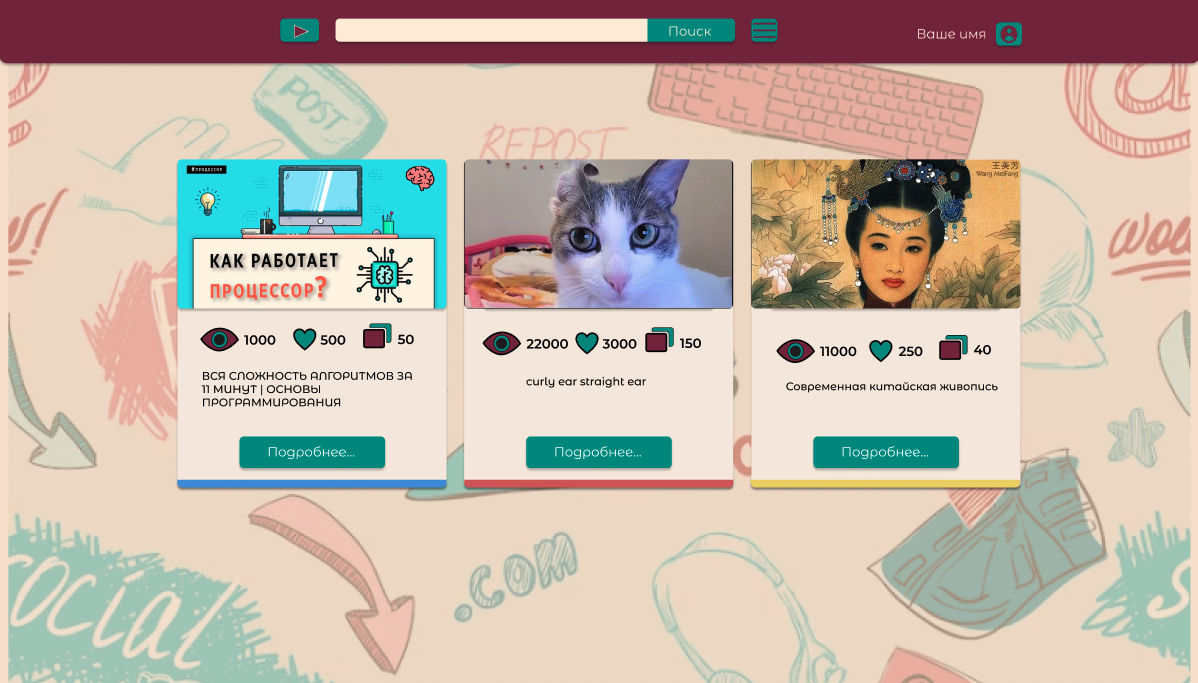 Поиск
Ваше имя
POST
REPOST
#ПРОЦЕССОР
КАК РАБОТАЕТ
ПРОЦЕССОР?
王美芳
Wang MeiFang
1000
500
50
22000
3000
150
11000
250
40
ВСЯ СЛОЖНОСТЬ АЛГОРИТМОВ ЗА
11 МИНУТ | ОСНОВЫ
ПРОГРАММИРОВАНИЯ
curly ear straight ear
Современная китайская живопись
Подробнее...
Подробнее...
Подробнее...
.com